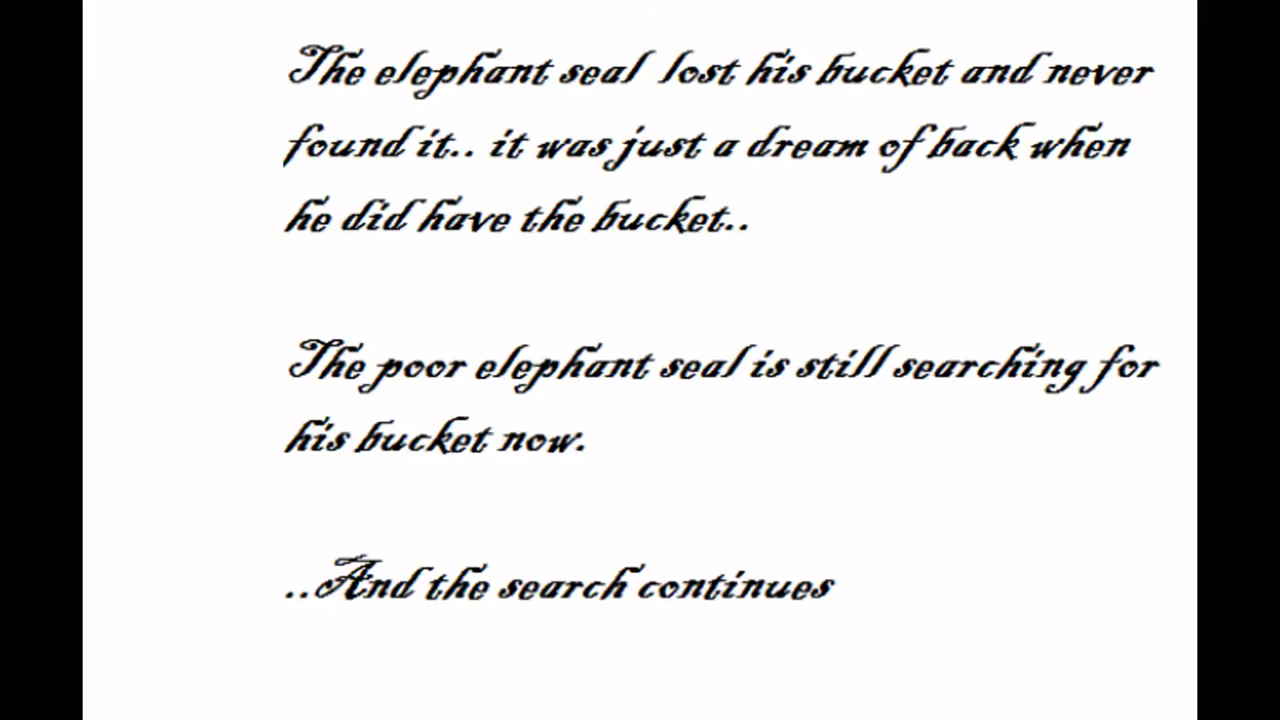 The elephant seal lost his bucket and never
found it.. it was just a dream of back when
he did have the bucket..
The poor elephant seal is still searching for
his bucket now.
..And the search continues